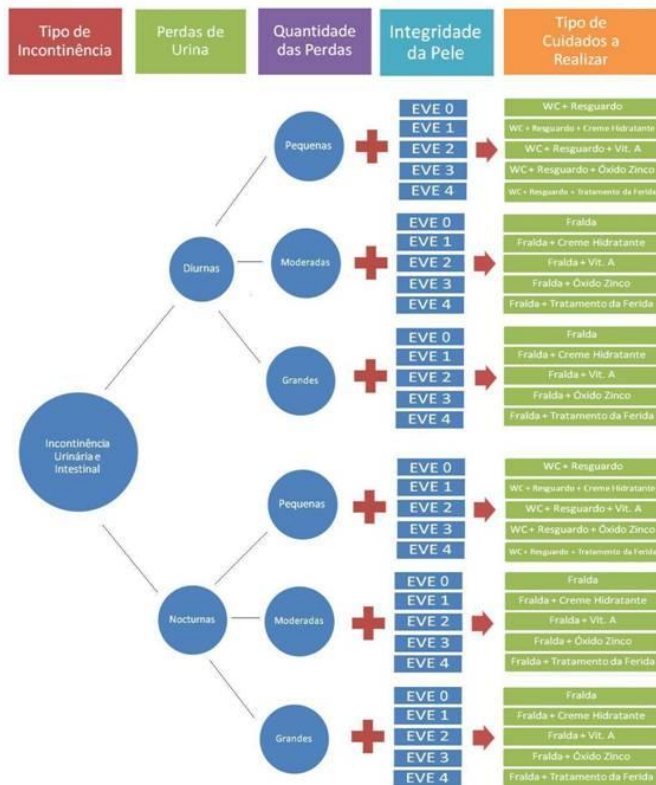 Tipo de
Incontinência
Perdas de
Urina
Quantidade
das Perdas
Integridade
da Pele
Tipo de
Cuidados a
Realizar
Incontinência
Urinária e
Intestinal
Diurnas
Pequenas
EVE 0
EVE 1
EVE 2
EVE 3
EVE 4
WC + Resguardo
WC + Resguardo + Creme Hidratante
WC + Resguardo + Vit. A
WC + Resguardo + Óxido Zinco
WC + Resguardo + Tratamento da Ferida
Moderadas
EVE 0
EVE 1
EVE 2
EVE 3
EVE 4
Fralda
Fralda + Creme Hidratante
Fralda + Vit. A
Fralda + Óxido Zinco
Fralda + Tratamento da Ferida
Grandes
EVE 0
EVE 1
EVE 2
EVE 3
EVE 4
Fralda
Fralda + Creme Hidratante
Fralda + Vit. A
Fralda + Óxido Zinco
Fralda + Tratamento da Ferida
Nocturnas
Pequenas
EVE 0
EVE 1
EVE 2
EVE 3
EVE 4
WC + Resguardo
WC + Resguardo + Creme Hidratante
WC + Resguardo + Vit. A
WC + Resguardo + Óxido Zinco
WC + Resguardo + Tratamento da Ferida
Moderadas
EVE 0
EVE 1
EVE 2
EVE 3
EVE 4
Fralda
Fralda + Creme Hidratante
Fralda + Vit. A
Fralda + Óxido Zinco
Fralda + Tratamento da Ferida
Grandes
EVE 0
EVE 1
EVE 2
EVE 3
EVE 4
Fralda
Fralda + Creme Hidratante
Fralda + Vit. A
Fralda + Óxido Zinco
Fralda + Tratamento da Ferida